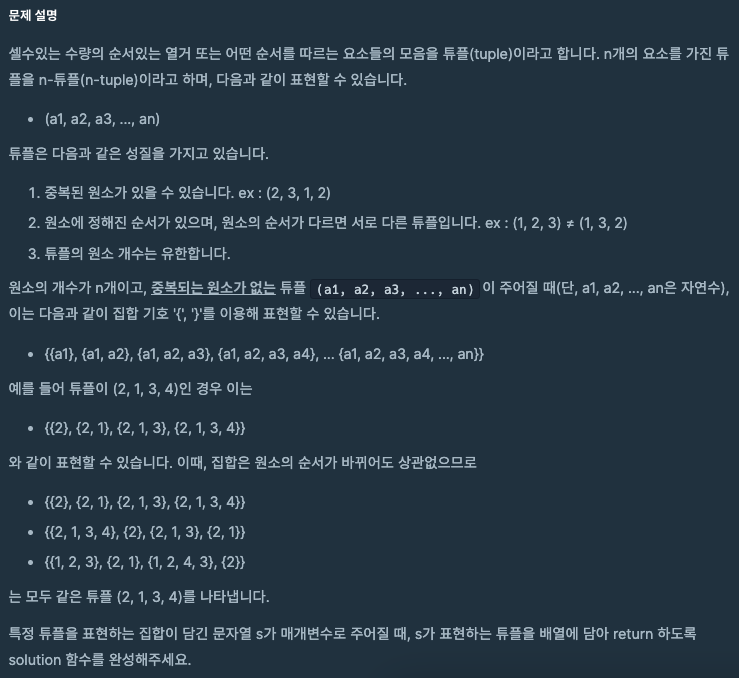 문제 설명
셀수있는 수량의 순서있는 열거 또는 어떤 순서를 따르는 요소들의 모음을 튜플(tuple)이라고 합니다. n개의 요소를 가진 튜
플을 n-튜플(n-tuple)이라고 하며, 다음과 같이 표현할 수 있습니다.
• (a1, a2, a3, ..., an)
튜플은 다음과 같은 성질을 가지고 있습니다.
1. 중복된 원소가 있을 수 있습니다. ex : (2, 3, 1, 2)
2. 원소에 정해진 순서가 있으며, 원소의 순서가 다르면 서로 다른 튜플입니다. ex : (1, 2, 3) ≠ (1, 3, 2)
3. 튜플의 원소 개수는 유한합니다.
원소의 개수가 n개이고, 중복되는 원소가 없는 튜플 (a1, a2, a3, ..., an) 이 주어질 때(단, a1, a2, ..., an은 자연수),
이는 다음과 같이 집합 기호 '{', '}'를 이용해 표현할 수 있습니다.
• {{a1}, {a1, a2}, {a1, a2, a3}, {a1, a2, a3, a4}, ... {a1, a2, a3, a4, ..., an}}
예를 들어 튜플이 (2, 1, 3, 4)인 경우 이는
• {{2}, {2, 1}, {2, 1, 3}, {2, 1, 3, 4}}
와 같이 표현할 수 있습니다. 이때, 집합은 원소의 순서가 바뀌어도 상관없으므로
• {{2}, {2, 1}, {2, 1, 3}, {2, 1, 3, 4}}
• {{2, 1, 3, 4}, {2}, {2, 1, 3}, {2, 1}}
• {{1, 2, 3}, {2, 1}, {1, 2, 4, 3}, {2}}
는 모두 같은 튜플 (2, 1, 3, 4)를 나타냅니다.
특정 튜플을 표현하는 집합이 담긴 문자열 s가 매개변수로 주어질 때, s가 표현하는 튜플을 배열에 담아 return 하도록
solution 함수를 완성해주세요.